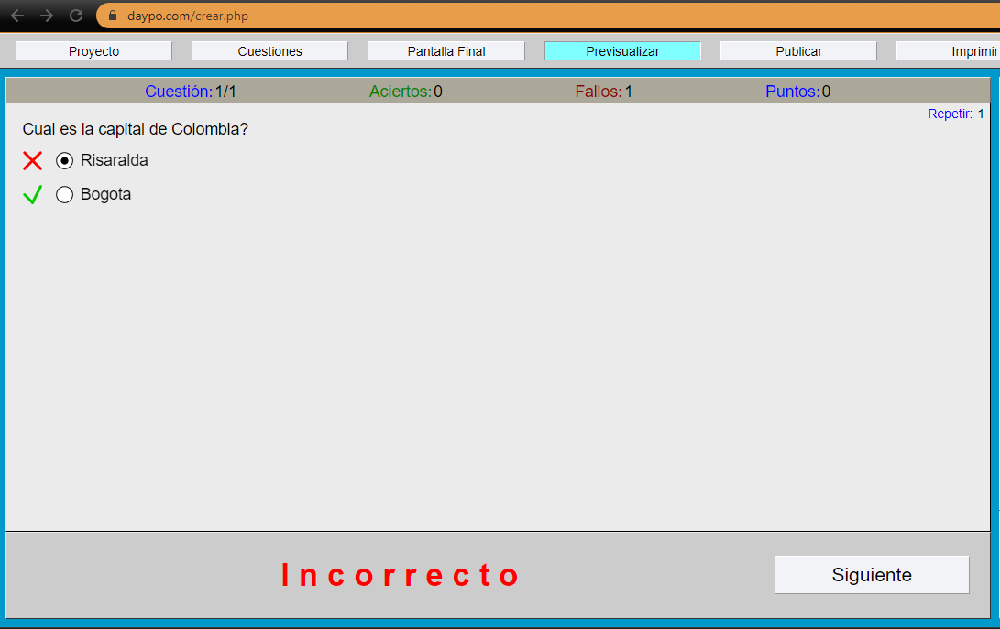 daypo.com/crear.php
Proyecto Cuestiones Pantalla Final Previsualizar Publicar Imprimir
Cuestión: 1/1 Aciertos: 0 Fallos: 1 Puntos: 0
Repetir: 1
Cual es la capital de Colombia?
Risaralda
Bogota
Incorrecto
Siguiente